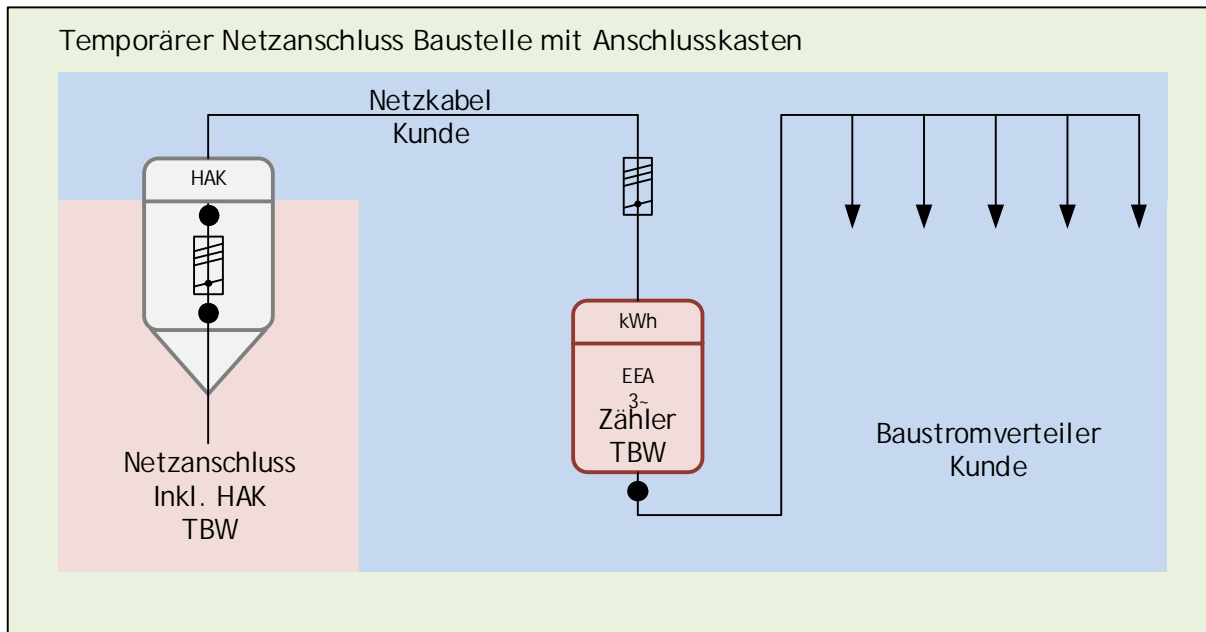 Temporärer Netzanschluss Baustelle mit Anschlusskasten
Netzkabel
Kunde
HAK
kWh
EEA
3~
Zähler
TBW
Baustromverteiler
Kunde
Netzanschluss
Inkl. HAK
TBW